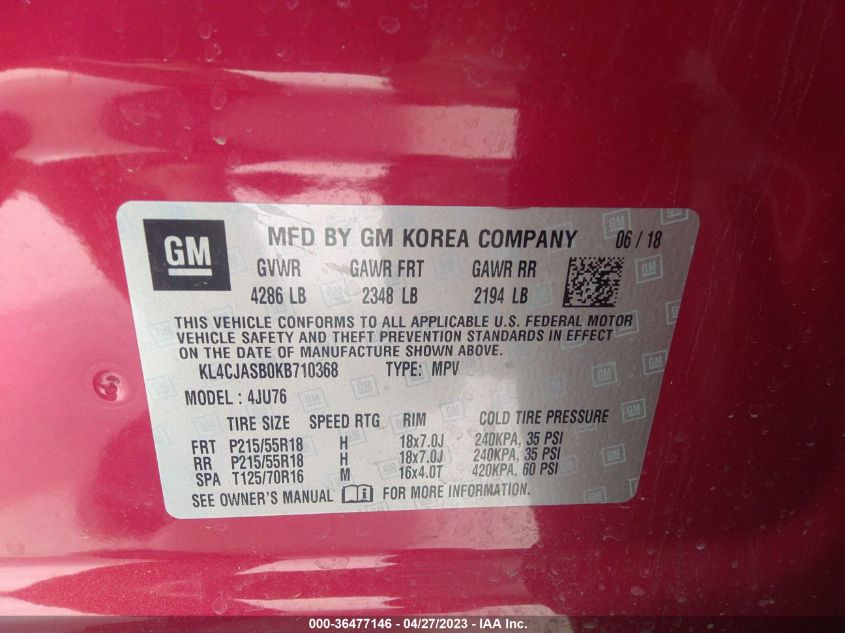 GM MFD BY GM KOREA COMPANY 06 / 18
GVWR GAWR FRT GAWR RR
4286 LB 2348 LB 2194 LB
THIS VEHICLE CONFORMS TO ALL APPLICABLE U.S. FEDERAL MOTOR
VEHICLE SAFETY AND THEFT PREVENTION STANDARDS IN EFFECT
ON THE DATE OF MANUFACTURE SHOWN ABOVE.
KL4CJASB0KB710368 TYPE: MPV
MODEL : 4JU76
TIRE SIZE SPEED RTG RIM COLD TIRE PRESSURE
FRT P215/55R18 H 18x7.0J 240KPA, 35 PSI
RR P215/55R18 H 18x7.0J 240KPA, 35 PSI
SPA T125/70R16 M 16x4.0T 420KPA, 60 PSI
SEE OWNER'S MANUAL FOR MORE INFORMATION.
000-36477146 - 04/27/2023 - IAA Inc.